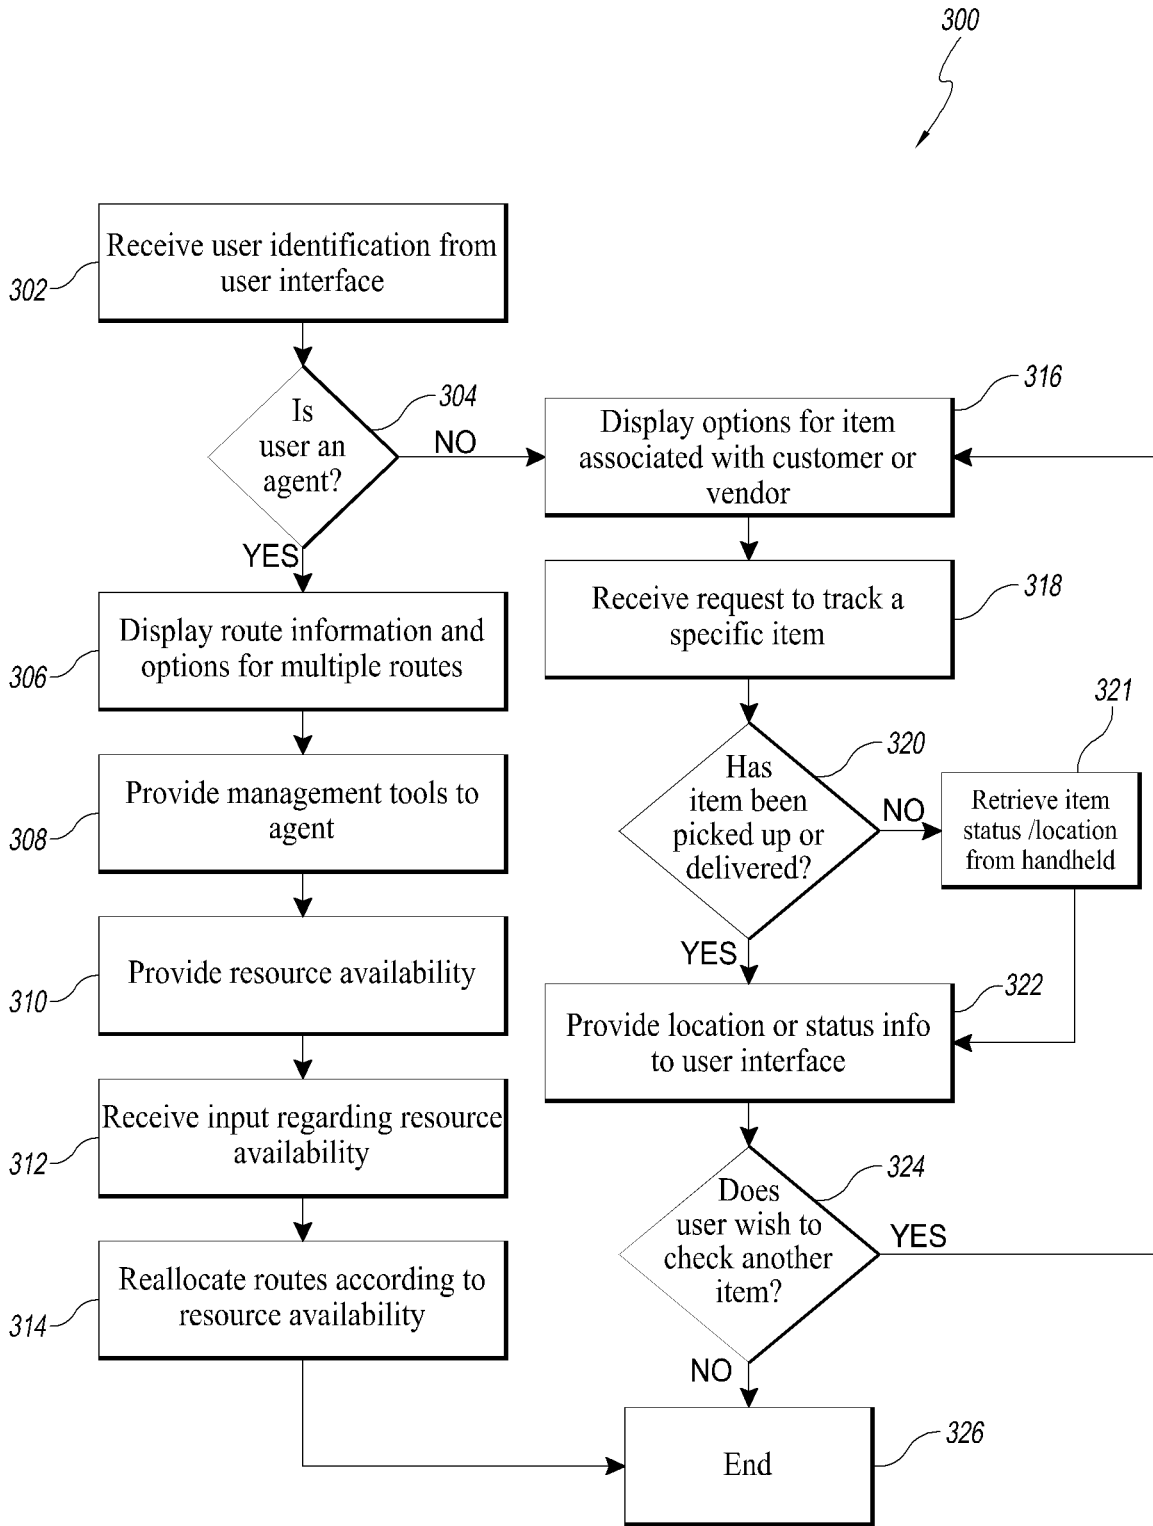 300
Receive user identification from
user interface
302
Is
user an
agent?
304
NO
YES
Display options for item
associated with customer or
vendor
316
Receive request to track a
specific item
318
Display route information and
options for multiple routes
306
Has
item been
picked up or
delivered?
320
NO
YES
321
Retrieve item
status /location
from handheld
Provide management tools to
agent
308
Provide resource availability
310
Provide location or status info
to user interface
322
Receive input regarding resource
availability
312
Does
user wish to
check another
item?
324
YES
NO
Reallocate routes according to
resource availability
314
End
326